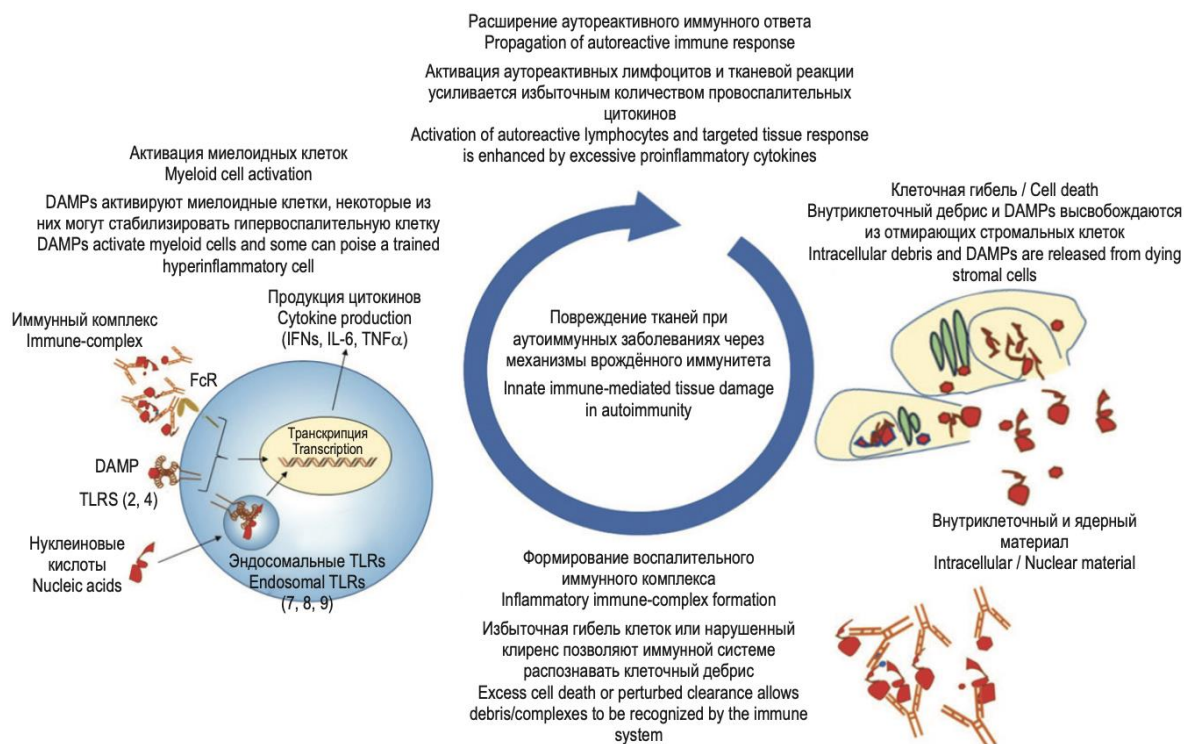 Расширение аутореактивного иммунного ответа
Propagation of autoreactive immune response
Активация аутореактивных лимфоцитов и тканевой реакции
усиливается избыточным количеством провоспалительных
цитокинов
Activation of autoreactive lymphocytes and targeted tissue response
is enhanced by excessive proinflammatory cytokines
Активация миелоидных клеток
Myeloid cell activation
DAMPs активируют миелоидные клетки, некоторые из
них могут стабилизировать гипервоспалительную клетку
DAMPs activate myeloid cells and some can poise a trained
hyperinflammatory cell
Продукция цитокинов
Cytokine production
(IFNs, IL-6, TNFα)
Иммунный комплекс
Immune-complex
FcR
Транскрипция
Transcription
DAMP
TLRS (2, 4)
Нуклеиновые
кислоты
Nucleic acids
Эндосомальные TLRs
Endosomal TLRs
(7, 8, 9)
Повреждение тканей при
аутоиммунных заболеваниях через
механизмы врождённого иммунитета
Innate immune-mediated tissue damage
in autoimmunity
Клеточная гибель / Cell death
Внутриклеточный дебрис и DAMPs высвобождаются
из отмирающих стромальных клеток
Intracellular debris and DAMPs are released from dying
stromal cells
Внутриклеточный и ядерный
материал
Intracellular / Nuclear material
Формирование воспалительного
иммунного комплекса
Inflammatory immune-complex formation
Избыточная гибель клеток или нарушенный
клиренс позволяют иммунной системе
распознавать клеточный дебрис
Excess cell death or perturbed clearance allows
debris/complexes to be recognized by the immune
system